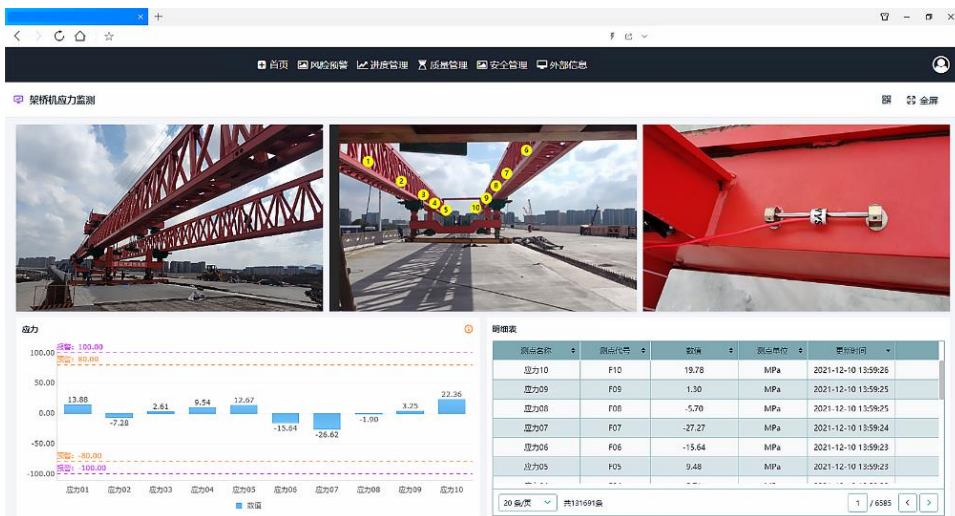 首页 风险预警 进度管理 质量管理 安全管理 外部信息
架桥机应力监测
全屏
1
2
3
4
5
6
7
8
9
10
应力
报警: 100.00
100.00
预警: 80.00
50.00
13.88
-7.28
2.61
9.54
12.67
-15.64
-26.62
-1.90
3.25
22.36
0.00
-50.00
预警: -80.00
报警: -100.00
-100.00
应力01 应力02 应力03 应力04 应力05 应力06 应力07 应力08 应力09 应力10
数值
明细表
测点名称 测点代号 数值 测点单位 更新时间
应力10 F10 19.78 MPa 2021-12-10 13:59:26
应力09 F09 1.30 MPa 2021-12-10 13:59:25
应力08 F08 -5.70 MPa 2021-12-10 13:59:25
应力07 F07 -27.27 MPa 2021-12-10 13:59:24
应力06 F06 -15.64 MPa 2021-12-10 13:59:23
应力05 F05 9.48 MPa 2021-12-10 13:59:23
20 条/页 共131691条 1 / 6585